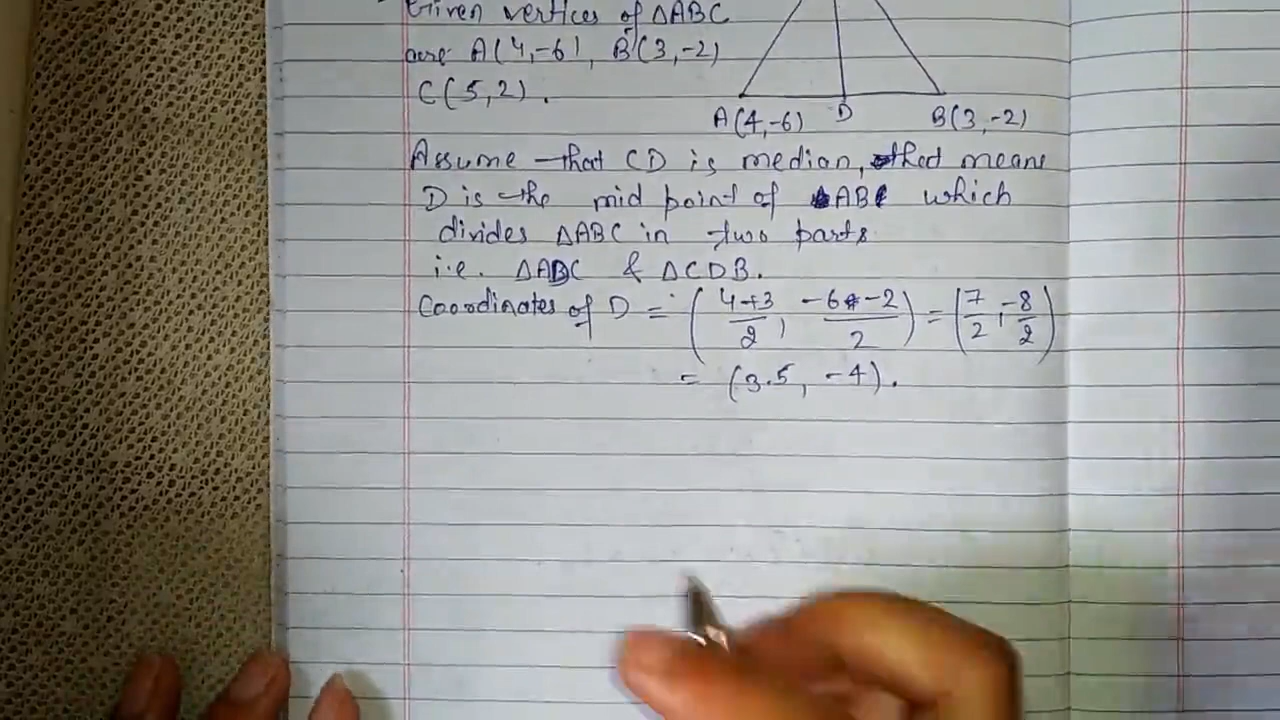 Given vertices of ΔABC
are A(4,-6), B(3,-2)
C(5,2).
A(4,-6) D B(3,-2)
Assume that CD is median, that means
D is the mid point of AB which
divides ΔABC in two parts
i.e. ΔADC & ΔCDB.
Coordinates of D = (4+3/2, -6+-2/2) = (7/2, -8/2)
= (3.5, -4).